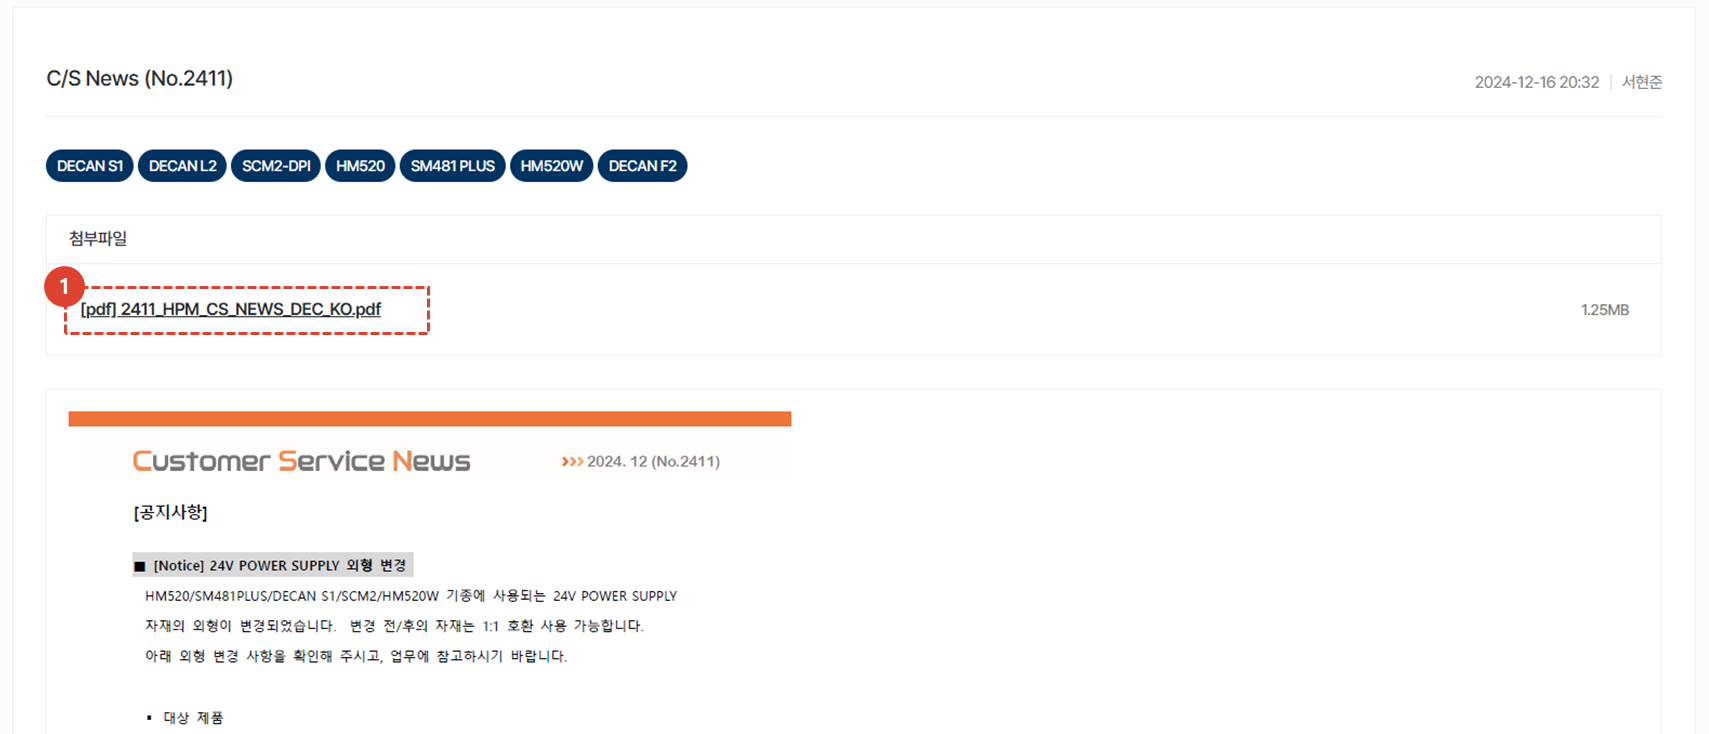 C/S News (No.2411)
2024-12-16 20:32 | 서현준
DECAN S1 DECAN L2 SCM2-DPI HM520 SM481 PLUS HM520W DECAN F2
첨부파일
1
[pdf] 2411_HPM_CS_NEWS_DEC_KO.pdf
1.25MB
Customer Service News
>>> 2024. 12 (No.2411)
[공지사항]
■ [Notice] 24V POWER SUPPLY 외형 변경
HM520/SM481PLUS/DECAN S1/SCM2/HM520W 기종에 사용되는 24V POWER SUPPLY
자재의 외형이 변경되었습니다. 변경 전/후의 자재는 1:1 호환 사용 가능합니다.
아래 외형 변경 사항을 확인해 주시고, 업무에 참고하시기 바랍니다.
▪ 대상 제품